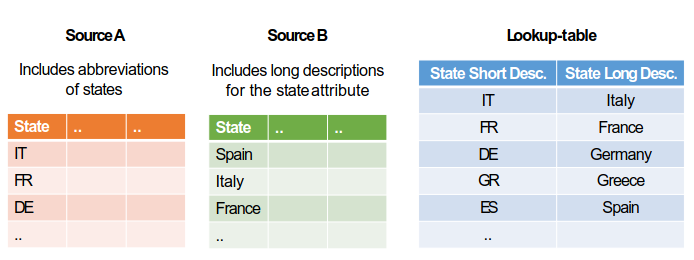 Source A
Includes abbreviations
of states
State .. ..
IT
FR
DE
..
Source B
Includes long descriptions
for the state attribute
State .. ..
Spain
Italy
France
..
Lookup-table
State Short Desc. State Long Desc.
IT Italy
FR France
DE Germany
GR Greece
ES Spain
..